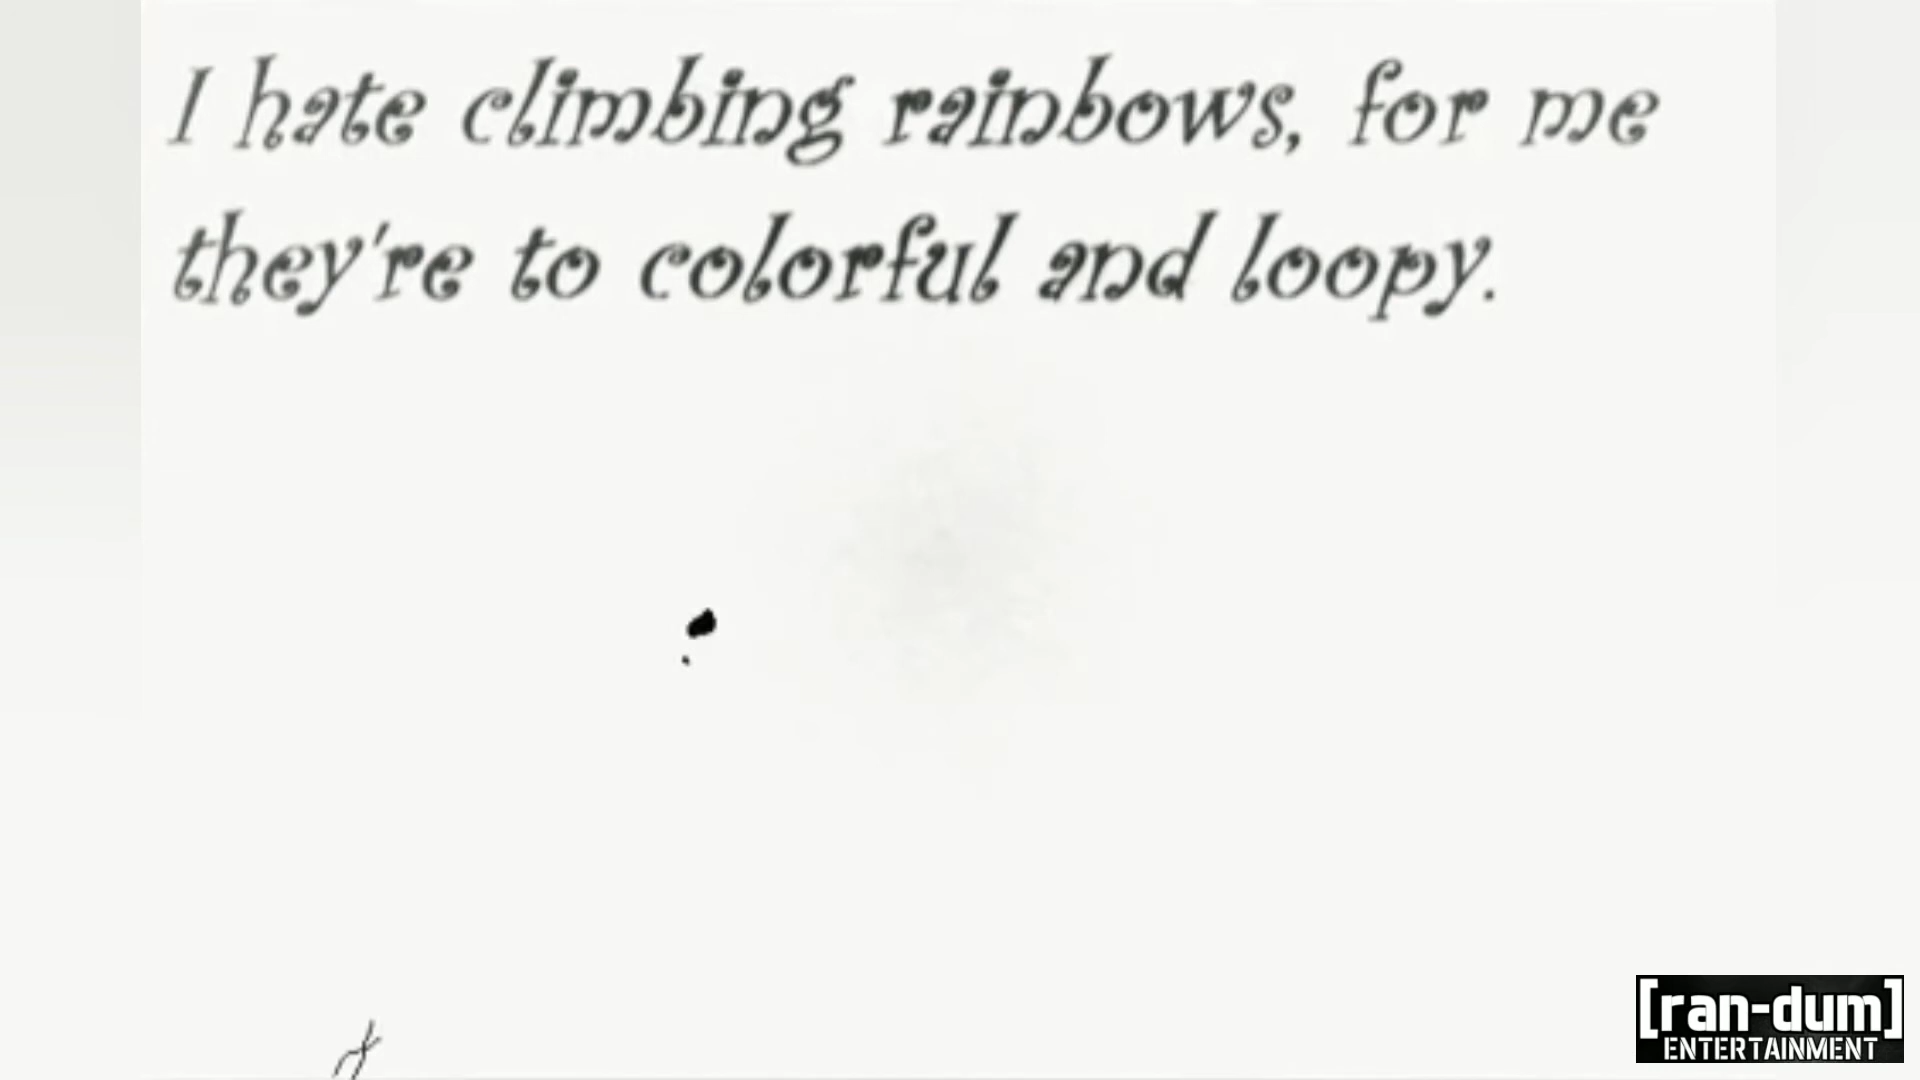 I hate climbing rainbows, for me
they're to colorful and loopy.
[ran-dum]
ENTERTAINMENT